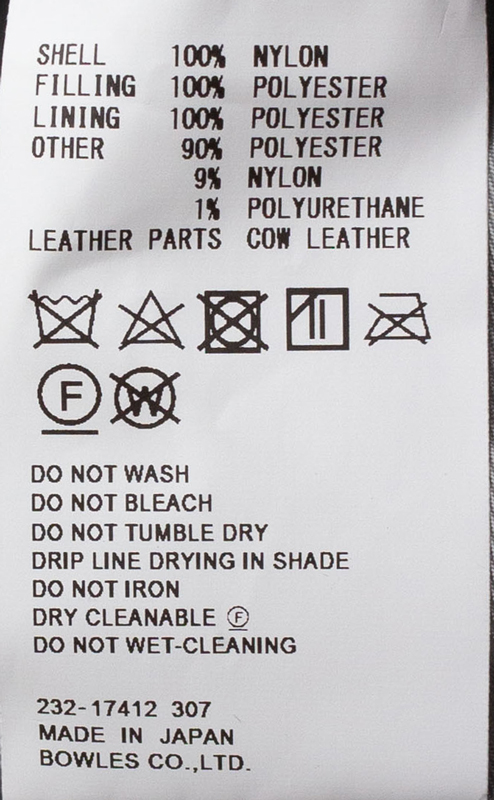 SHELL 100% NYLON
FILLING 100% POLYESTER
LINING 100% POLYESTER
OTHER 90% POLYESTER
9% NYLON
1% POLYURETHANE
LEATHER PARTS COW LEATHER
F W
DO NOT WASH
DO NOT BLEACH
DO NOT TUMBLE DRY
DRIP LINE DRYING IN SHADE
DO NOT IRON
DRY CLEANABLE Ⓕ
DO NOT WET-CLEANING
232-17412 307
MADE IN JAPAN
BOWLES CO.,LTD.